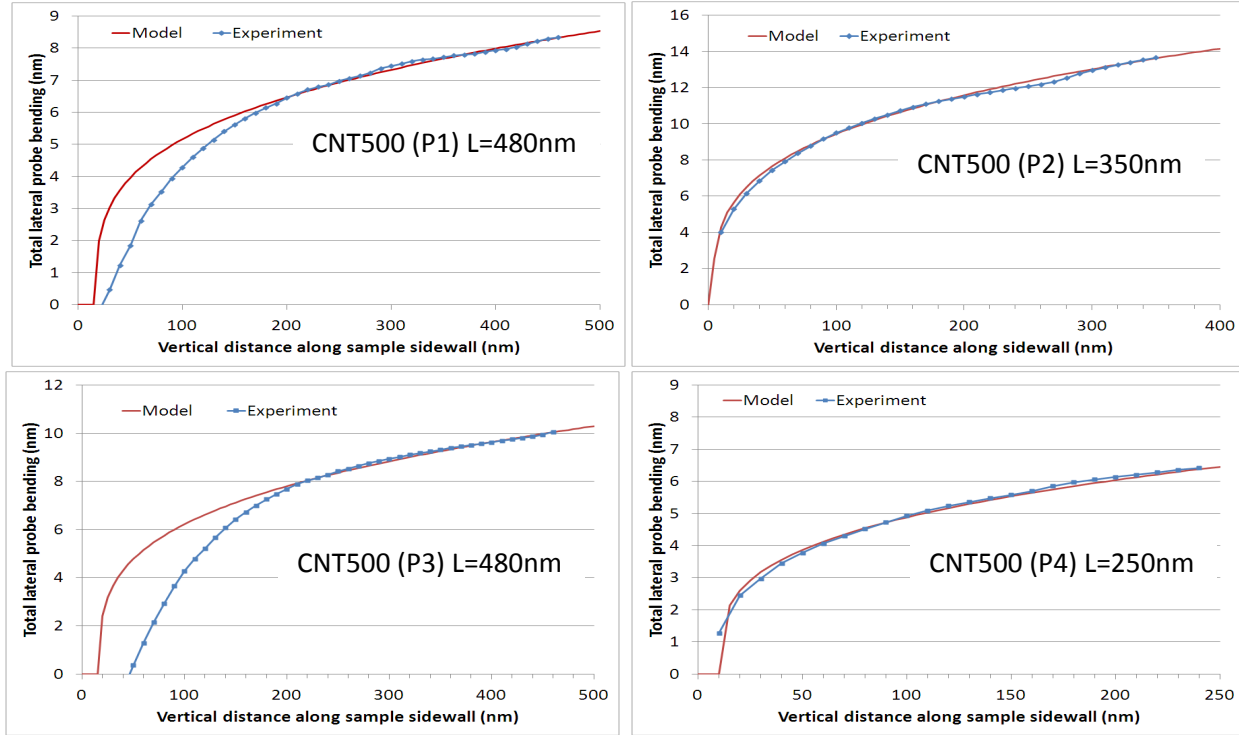 Model Experiment
CNT500 (P1) L=480nm
Total lateral probe bending (nm)
9
8
7
6
5
4
3
2
1
0
0 100 200 300 400 500
Vertical distance along sample sidewall (nm)
Model Experiment
CNT500 (P2) L=350nm
Total lateral probe bending (nm)
16
14
12
10
8
6
4
2
0
0 100 200 300 400
Vertical distance along sidewall (nm)
Model Experiment
CNT500 (P3) L=480nm
Total lateral probe bending (nm)
12
10
8
6
4
2
0
0 100 200 300 400 500
Vertical distance along sample sidewall (nm)
Model Experiment
CNT500 (P4) L=250nm
Total lateral probe bending (nm)
9
8
7
6
5
4
3
2
1
0
0 50 100 150 200 250
Vertical distance along sample sidewall (nm)